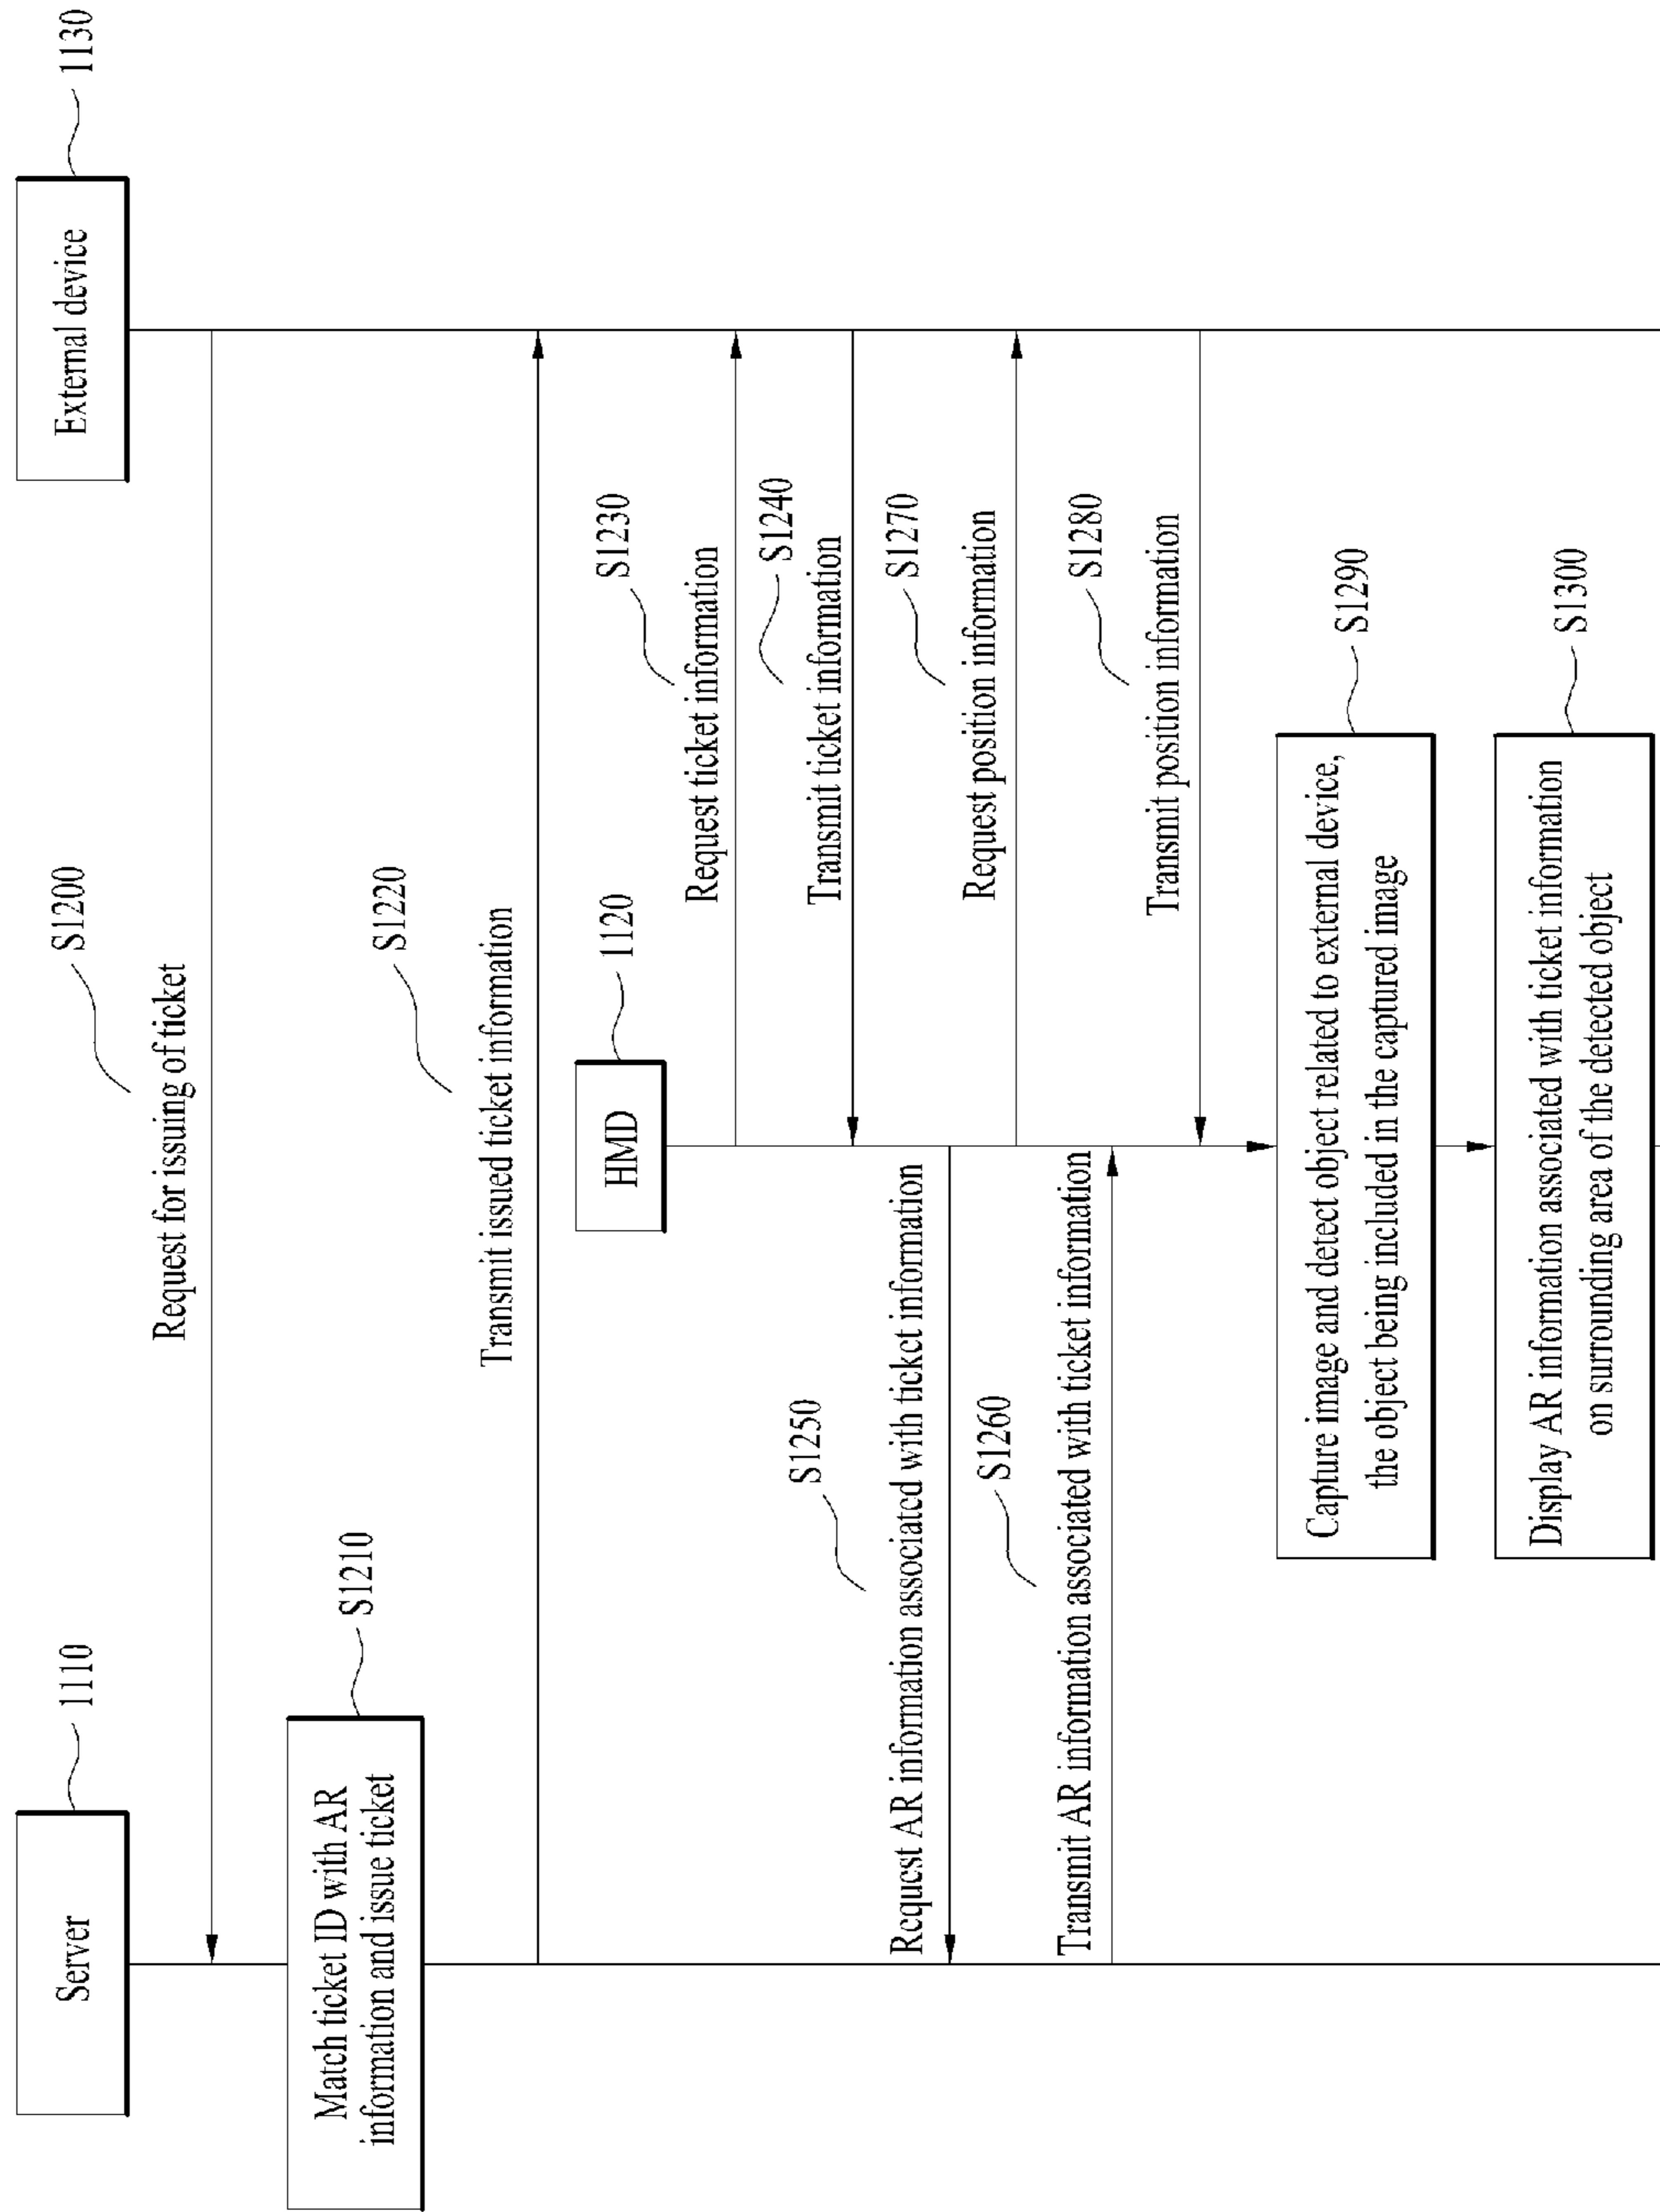 Server
1110
External device
1130
S1200
Request for issuing of ticket
Match ticket ID with AR
information and issue ticket
S1210
S1220
Transmit issued ticket information
HMD
1120
S1230
Request ticket information
S1240
Transmit ticket information
S1250
Request AR information associated with ticket information
S1270
Request position information
S1260
Transmit AR information associated with ticket information
S1280
Transmit position information
Capture image and detect object related to external device,
the object being included in the captured image
S1290
Display AR information associated with ticket information
on surrounding area of the detected object
S1300